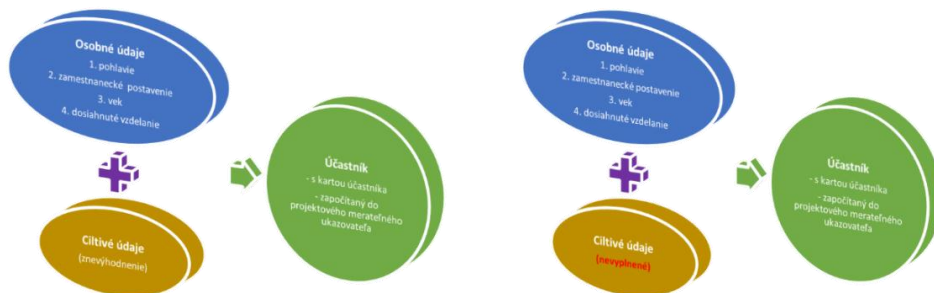 Osobné údaje
1. pohlavie
2. zamestnanecké postavenie
3. vek
4. dosiahnuté vzdelanie
Ciltivé údaje
(znevýhodnenie)
Účastník
- s kartou účastníka
- započítaný do
projektového merateľného
ukazovateľa
Osobné údaje
1. pohlavie
2. zamestnanecké postavenie
3. vek
4. dosiahnuté vzdelanie
Ciltivé údaje
(nevyplnené)
Účastník
- s kartou účastníka
- započítaný do
projektového merateľného
ukazovateľa